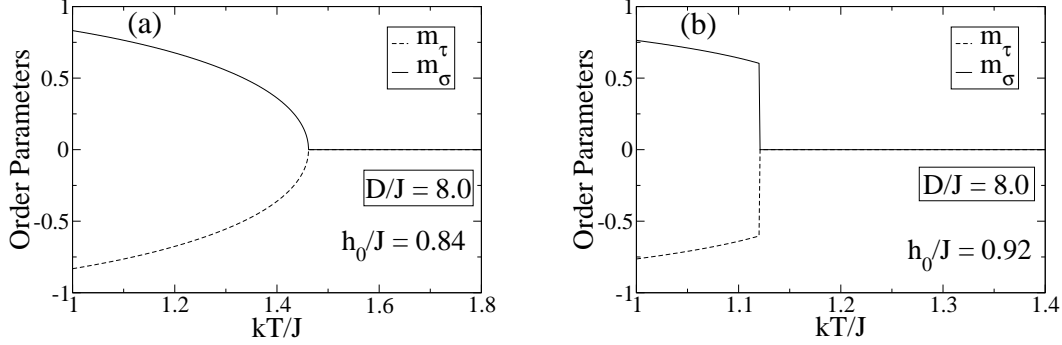 (a)
m_τ
m_σ
Order Parameters
1
0.5
0
-0.5
-1
D/J = 8.0
h_0/J = 0.84
1 1.2 1.4 1.6 1.8
kT/J
(b)
m_τ
m_σ
Order Parameters
1
0.5
0
-0.5
-1
D/J = 8.0
h_0/J = 0.92
1 1.1 1.2 1.3 1.4
kT/J